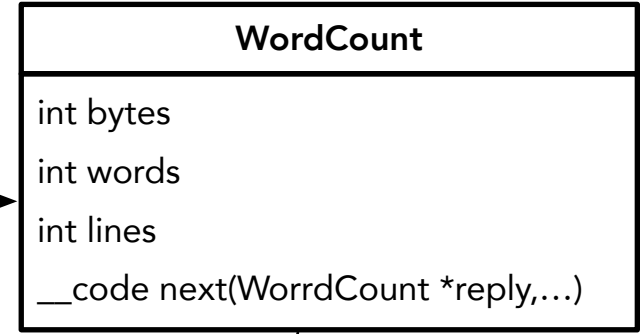 WordCount
int bytes
int words
int lines
__code next(WorrdCount *reply,…)